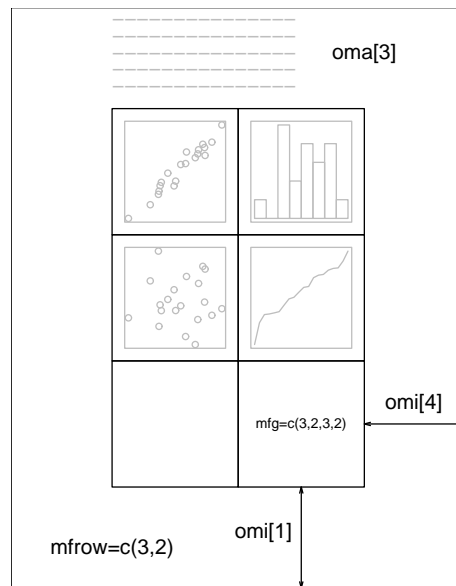 oma[3]
mfg=c(3,2,3,2)
omi[4]
omi[1]
mfrow=c(3,2)